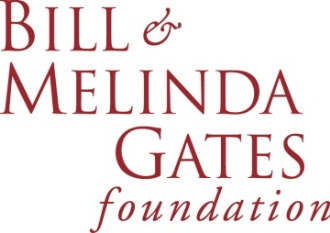 BILL &
MELINDA
GATES
foundation